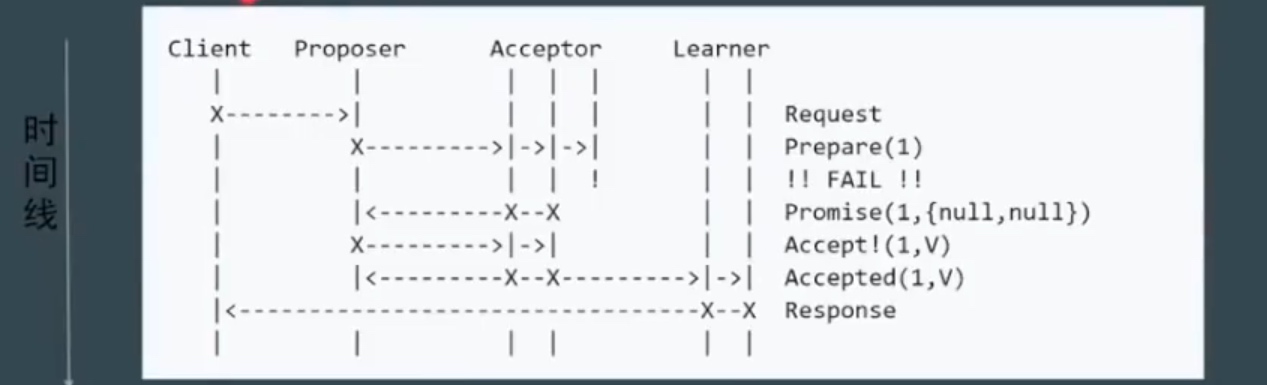 时间线
Client   Proposer      Acceptor     Learner
   |         |          |  |  |       |  |
   X-------->|          |  |  |       |  |  Request
   |         X--------->|->|->|       |  |  Prepare(1)
   |         |          |  |  !       |  |  !! FAIL !!
   |         |<---------X--X          |  |  Promise(1,{null,null})
   |         X--------->|->|          |  |  Accept!(1,V)
   |         |<---------X--X--------->|->|  Accepted(1,V)
   |<---------------------------------X--X  Response
   |         |          |  |          |  |